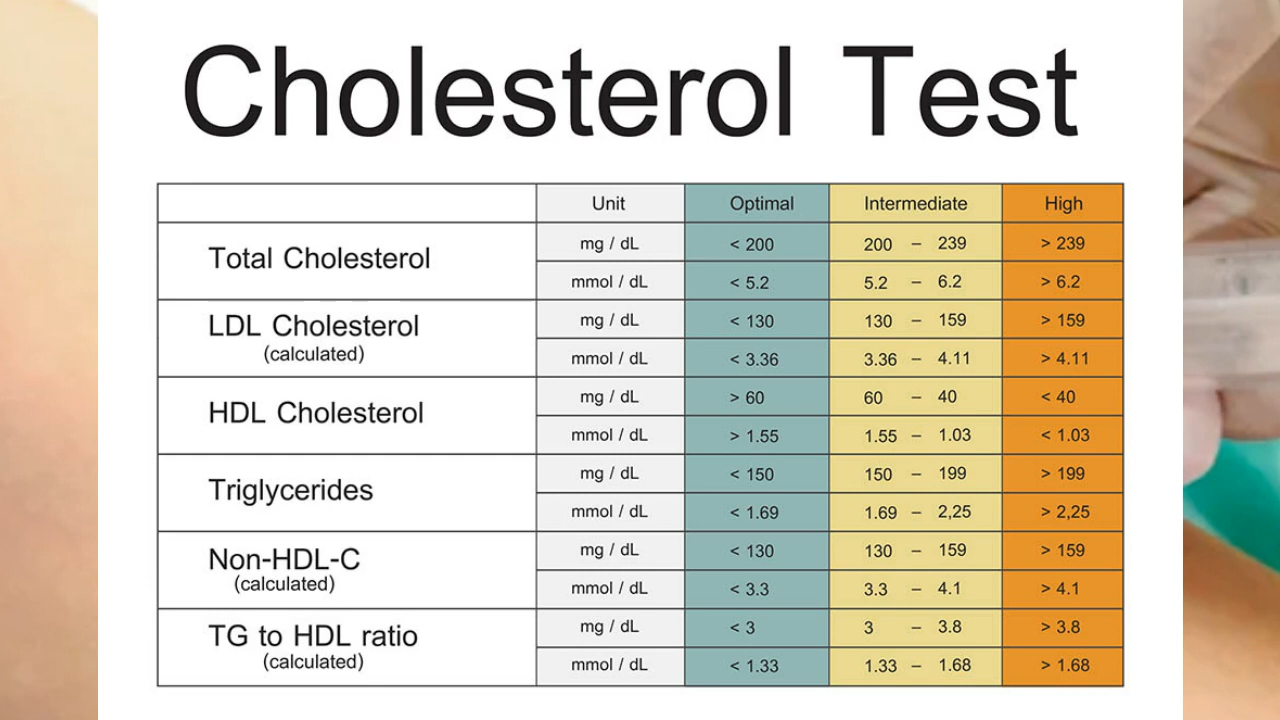 Cholesterol Test
Unit Optimal Intermediate High
Total Cholesterol
mg / dL < 200 200 – 239 > 239
mmol / dL < 5.2 5.2 – 6.2 > 6.2
LDL Cholesterol
(calculated)
mg / dL < 130 130 – 159 > 159
mmol / dL < 3.36 3.36 – 4.11 > 4.11
HDL Cholesterol
mg / dL > 60 60 – 40 < 40
mmol / dL > 1.55 1.55 – 1.03 < 1.03
Triglycerides
mg / dL < 150 150 – 199 > 199
mmol / dL < 1.69 1.69 – 2,25 > 2,25
Non-HDL-C
(calculated)
mg / dL < 130 130 – 159 > 159
mmol / dL < 3.3 3.3 – 4.1 > 4.1
TG to HDL ratio
(calculated)
mg / dL < 3 3 – 3.8 > 3.8
mmol / dL < 1.33 1.33 – 1.68 > 1.68